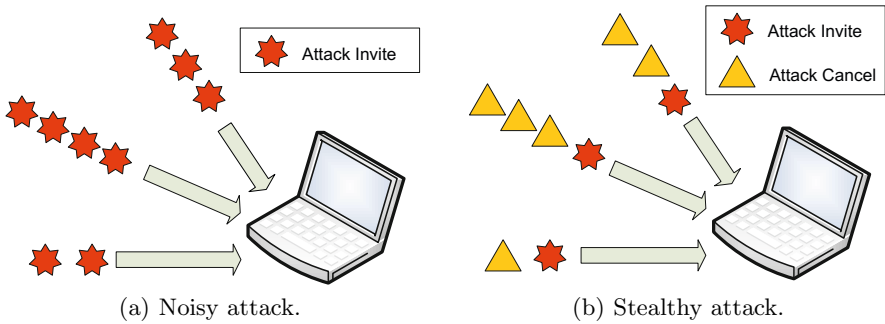 Attack Invite
Attack Invite
Attack Cancel
(a) Noisy attack.
(b) Stealthy attack.